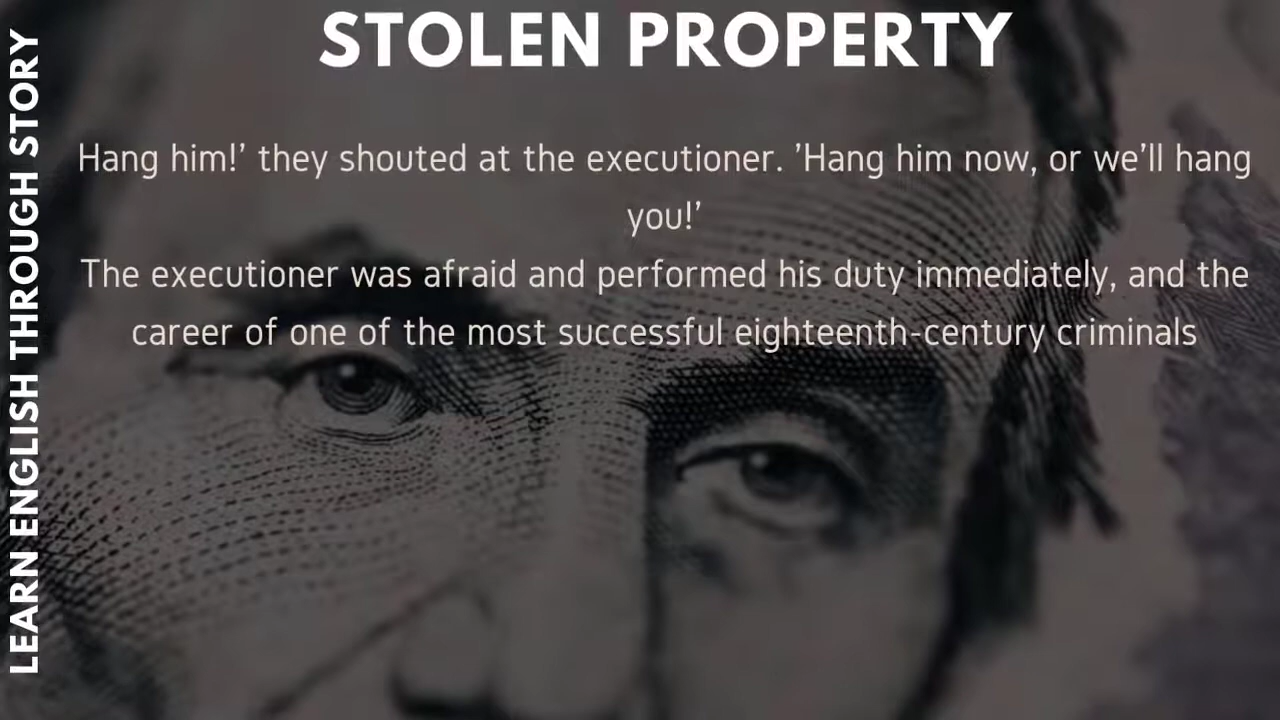 STOLEN PROPERTY
LEARN ENGLISH THROUGH STORY
Hang him!’ they shouted at the executioner. ’Hang him now, or we’ll hang
you!’
The executioner was afraid and performed his duty immediately, and the
career of one of the most successful eighteenth-century criminals